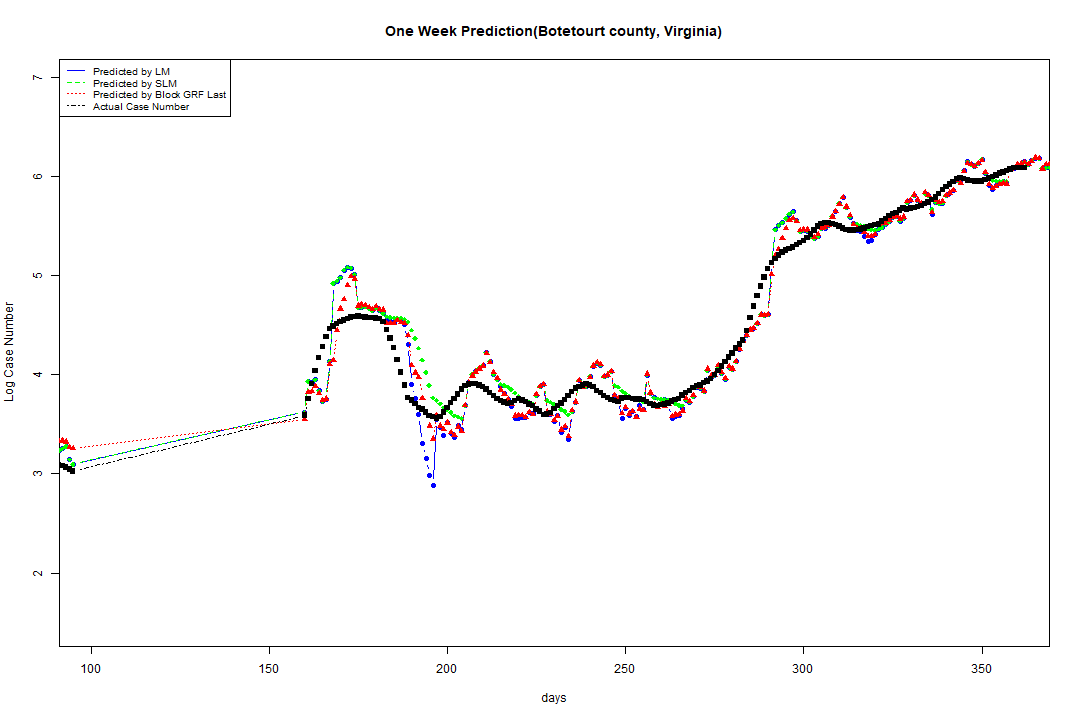 One Week Prediction(Botetourt county, Virginia)
Predicted by LM
Predicted by SLM
Predicted by Block GRF Last
Actual Case Number
7
6
5
4
3
2
Log Case Number
100 150 200 250 300 350
days